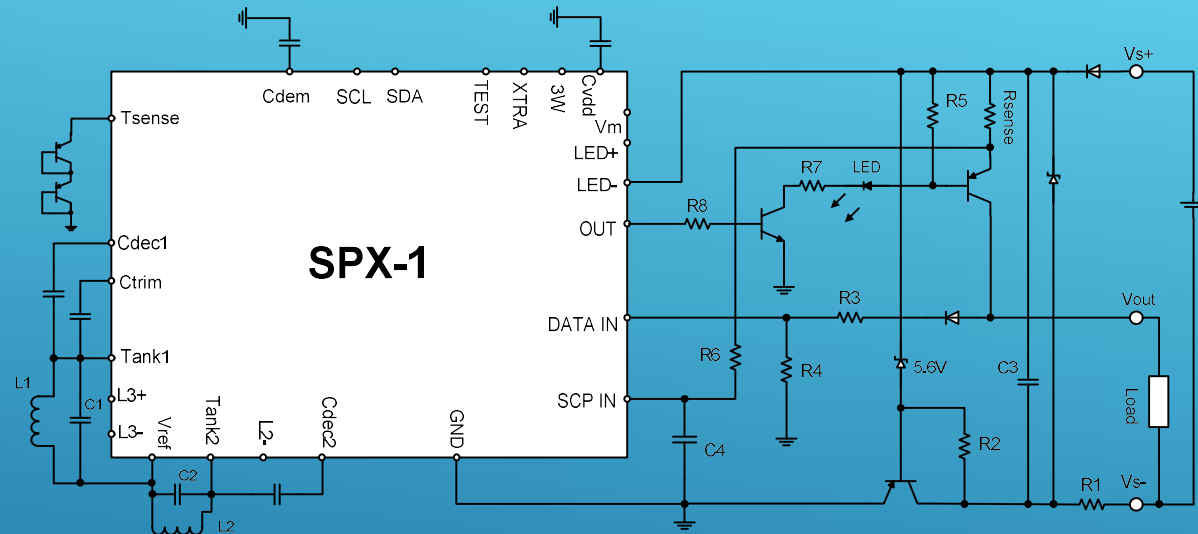 Cdem
SCL
SDA
TEST
XTRA
3W
Cvdd
Vs+
Tsense
Vm
R5
Rsense
LED+
LED-
R7
LED
OUT
R8
Cdec1
SPX-1
Ctrim
Vout
DATA IN
R3
Tank1
R6
R4
5.6V
C3
L1
L3+
C1
SCP IN
Load
L3-
Vref
Tank2
L2-
Cdec2
GND
C4
R2
C2
R1
Vs-
L2